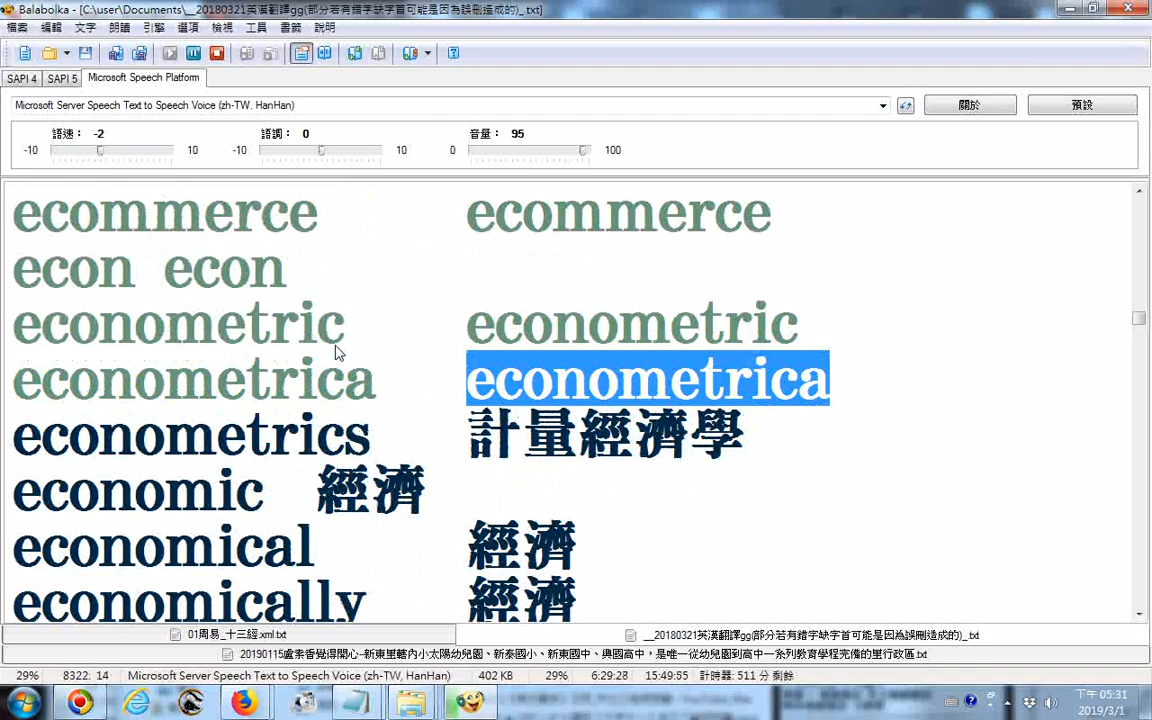 Balabolka - [C:\user\Documents\__20180321英漢翻譯gg(部分若有錯字缺字首可能是因為誤刪造成的)_.txt]
檔案 編輯 文字 朗讀 引擎 選項 檢視 工具 書籤 說明
SAPI 4 SAPI 5 Microsoft Speech Platform
Microsoft Server Speech Text to Speech Voice (zh-TW, HanHan) 關於 預設
語速： -2 語調： 0 音量： 95
-10 10 -10 10 0 100
ecommerce ecommerce
econ econ
econometric econometric
econometrica econometrica
econometrics 計量經濟學
economic 經濟
economical 經濟
economically 經濟
01周易_十三經.xml.txt __20180321英漢翻譯gg(部分若有錯字缺字首可能是因為誤刪造成的)_.txt
20190115盧素香覺得開心-新東里轄內小太陽幼兒園、新泰國小、新東國中、興國高中，是唯一從幼兒園到高中一系列教育學程完備的里行政區.txt
29% 8322: 14 Microsoft Server Speech Text to Speech Voice (zh-TW, HanHan) 402 KB 29% 6:29:28 15:49:55 計時器: 511 分 剩餘
下午 05:31
2019/3/1